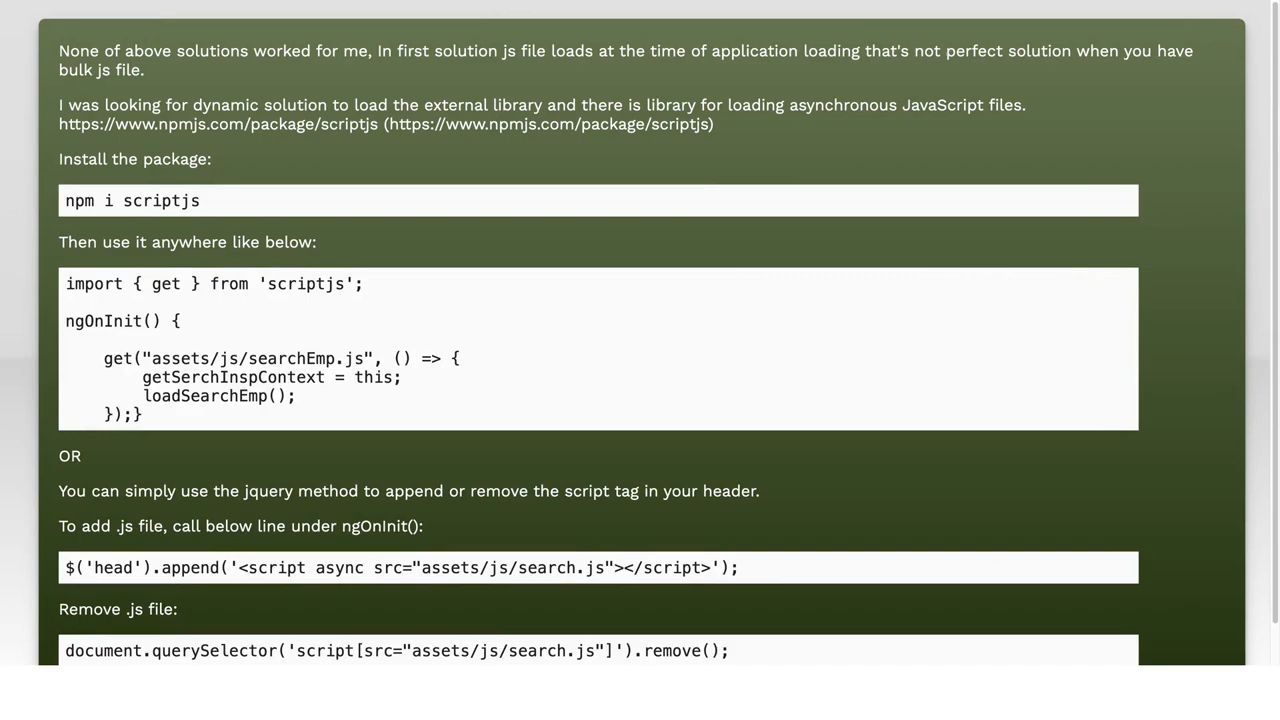 None of above solutions worked for me, In first solution js file loads at the time of application loading that's not perfect solution when you have
bulk js file.
I was looking for dynamic solution to load the external library and there is library for loading asynchronous JavaScript files.
https://www.npmjs.com/package/scriptjs (https://www.npmjs.com/package/scriptjs)
Install the package:
npm i scriptjs
Then use it anywhere like below:
import { get } from 'scriptjs';
ngOnInit() {
    get("assets/js/searchEmp.js", () => {
        getSerchInspContext = this;
        loadSearchEmp();
    });}
OR
You can simply use the jquery method to append or remove the script tag in your header.
To add .js file, call below line under ngOnInit():
$('head').append('<script async src="assets/js/search.js"></script>');
Remove .js file:
document.querySelector('script[src="assets/js/search.js"]').remove();